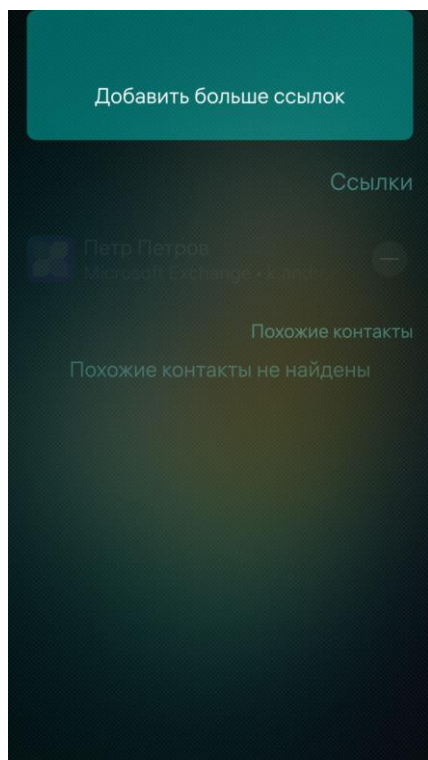 Добавить больше ссылок
Ссылки
Петр Петров
Microsoft Exchange •
Похожие контакты
Похожие контакты не найдены